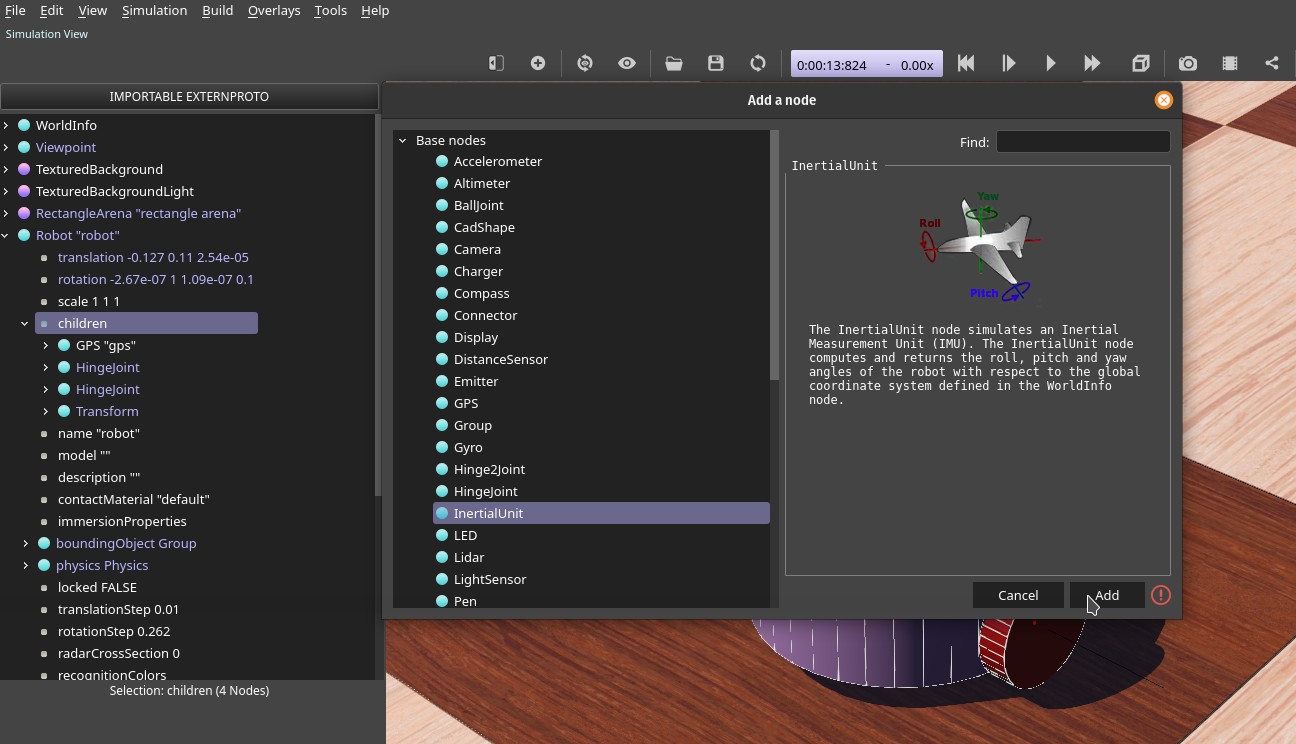 File Edit View Simulation Build Overlays Tools Help
Simulation View
0:00:13:824 - 0.00x
IMPORTABLE EXTERNPROTO
WorldInfo
Viewpoint
TexturedBackground
TexturedBackgroundLight
RectangleArena "rectangle arena"
Robot "robot"
translation -0.127 0.11 2.54e-05
rotation -2.67e-07 1 1.09e-07 0.1
scale 1 1 1
children
GPS "gps"
HingeJoint
HingeJoint
Transform
name "robot"
model ""
description ""
contactMaterial "default"
immersionProperties
boundingObject Group
physics Physics
locked FALSE
translationStep 0.01
rotationStep 0.262
radarCrossSection 0
recognitionColors
Selection: children (4 Nodes)
Add a node
Base nodes
Accelerometer
Altimeter
BallJoint
CadShape
Camera
Charger
Compass
Connector
Display
DistanceSensor
Emitter
GPS
Group
Gyro
Hinge2Joint
HingeJoint
InertialUnit
LED
Lidar
LightSensor
Pen
Find:
InertialUnit
Yaw
Roll
Pitch
The InertialUnit node simulates an Inertial
Measurement Unit (IMU). The InertialUnit node
computes and returns the roll, pitch and yaw
angles of the robot with respect to the global
coordinate system defined in the WorldInfo
node.
Cancel Add